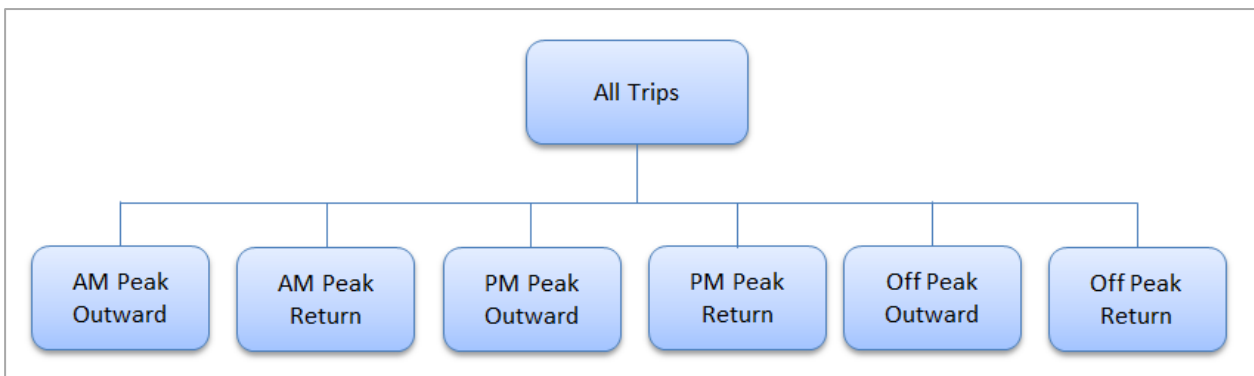 All Trips
AM Peak
Outward
AM Peak
Return
PM Peak
Outward
PM Peak
Return
Off Peak
Outward
Off Peak
Return